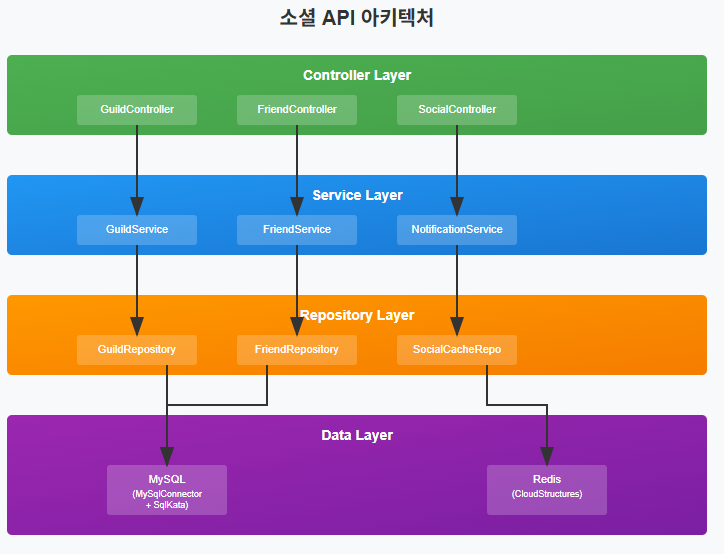 소셜 API 아키텍처
Controller Layer
GuildController
FriendController
SocialController
Service Layer
GuildService
FriendService
NotificationService
Repository Layer
GuildRepository
FriendRepository
SocialCacheRepo
Data Layer
MySQL
(MySqlConnector
+ SqlKata)
Redis
(CloudStructures)